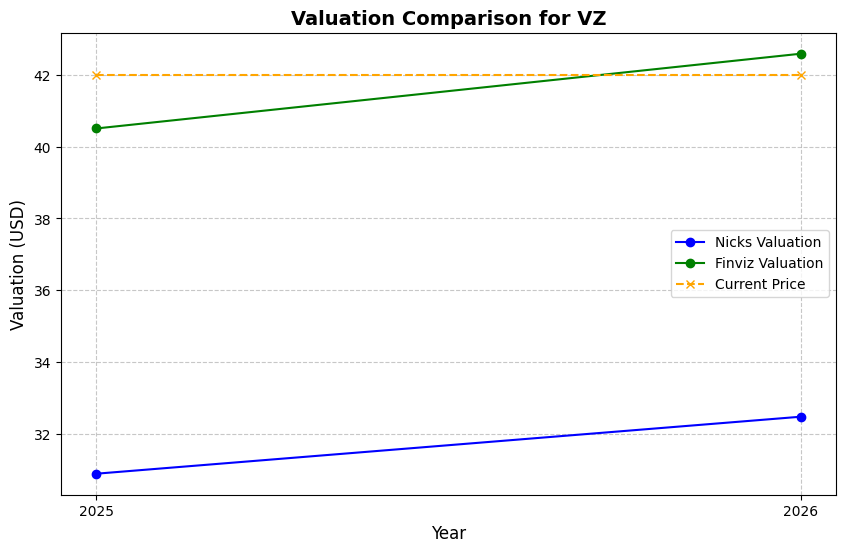 Valuation Comparison for VZ
Valuation (USD)
42
40
38
36
34
32
Nicks Valuation
Finviz Valuation
Current Price
2025
2026
Year